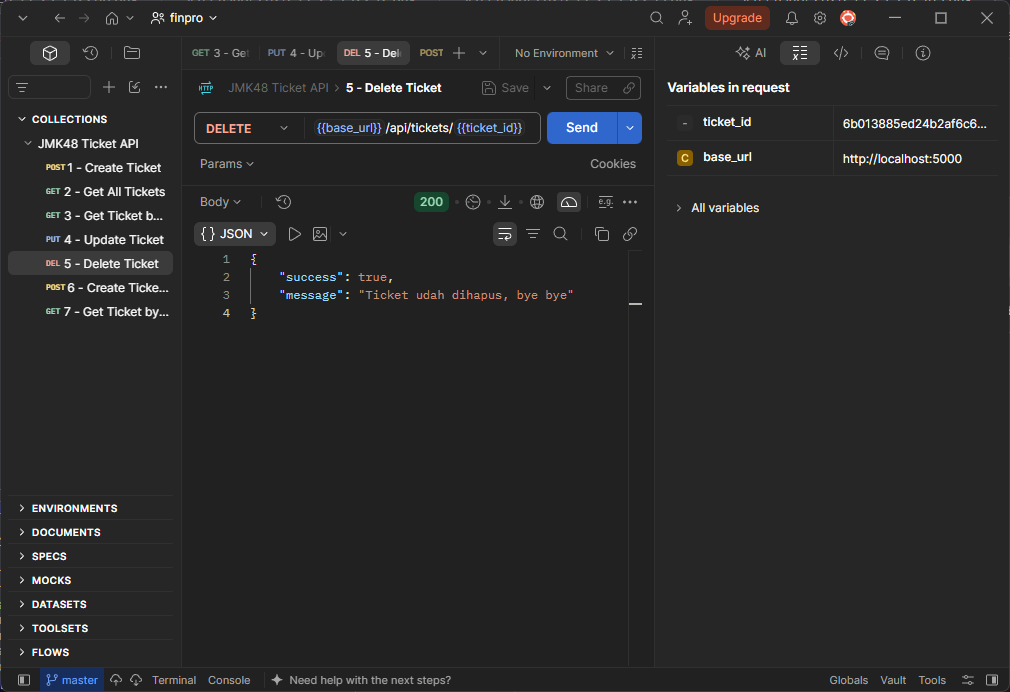 finpro
Upgrade
GET 3 - Get
PUT 4 - Up
DEL 5 - Del
POST
No Environment
AI
HTTP
JMK48 Ticket API > 5 - Delete Ticket
Save
Share
Variables in request
COLLECTIONS
JMK48 Ticket API
POST 1 - Create Ticket
GET 2 - Get All Tickets
GET 3 - Get Ticket b...
PUT 4 - Update Ticket
DEL 5 - Delete Ticket
POST 6 - Create Ticke...
GET 7 - Get Ticket by...
DELETE
{{base_url}} /api/tickets/ {{ticket_id}}
Send
Params
Cookies
Body
200
e.g.
{} JSON
1 {
2 "success": true,
3 "message": "Ticket udah dihapus, bye bye"
4 }
- ticket_id 6b013885ed24b2af6c6...
C base_url http://localhost:5000
All variables
ENVIRONMENTS
DOCUMENTS
SPECS
MOCKS
DATASETS
TOOLSETS
FLOWS
master
Terminal
Console
Need help with the next steps?
Globals
Vault
Tools